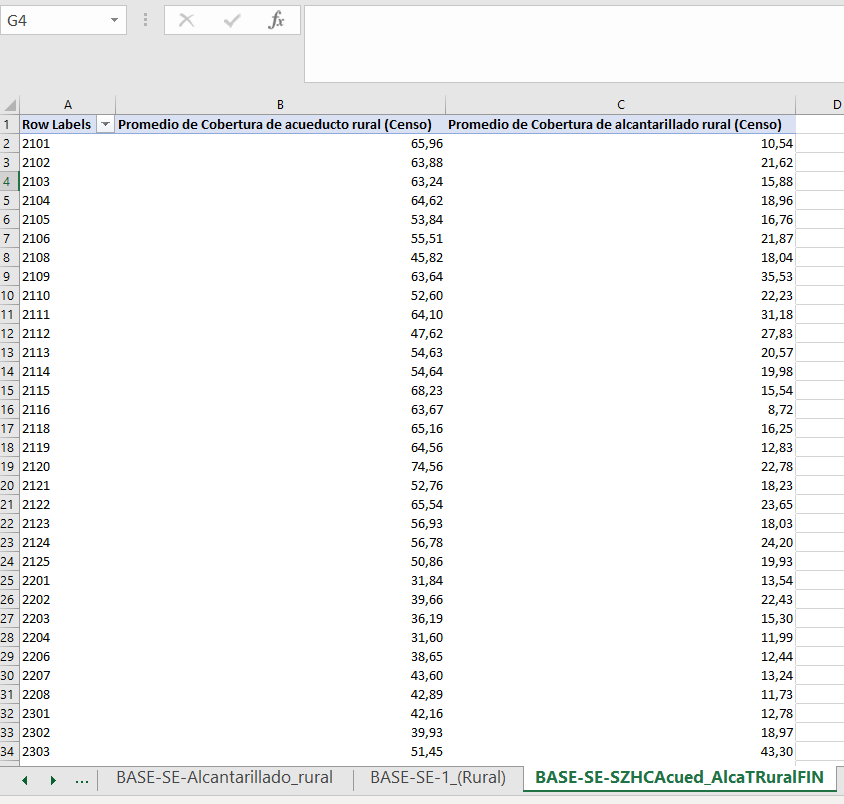 G4 fx
A B C D
1 Row Labels Promedio de Cobertura de acueducto rural (Censo) Promedio de Cobertura de alcantarillado rural (Censo)
2 2101 65,96 10,54
3 2102 63,88 21,62
4 2103 63,24 15,88
5 2104 64,62 18,96
6 2105 53,84 16,76
7 2106 55,51 21,87
8 2108 45,82 18,04
9 2109 63,64 35,53
10 2110 52,60 22,23
11 2111 64,10 31,18
12 2112 47,62 27,83
13 2113 54,63 20,57
14 2114 54,64 19,98
15 2115 68,23 15,54
16 2116 63,67 8,72
17 2118 65,16 16,25
18 2119 64,56 12,83
19 2120 74,56 22,78
20 2121 52,76 18,23
21 2122 65,54 23,65
22 2123 56,93 18,03
23 2124 56,78 24,20
24 2125 50,86 19,93
25 2201 31,84 13,54
26 2202 39,66 22,43
27 2203 36,19 15,30
28 2204 31,60 11,99
29 2206 38,65 12,44
30 2207 43,60 13,24
31 2208 42,89 11,73
32 2301 42,16 12,78
33 2302 39,93 18,97
34 2303 51,45 43,30
... BASE-SE-Alcantarillado_rural BASE-SE-1_(Rural) BASE-SE-SZHCAcued_AlcaTRuralFIN